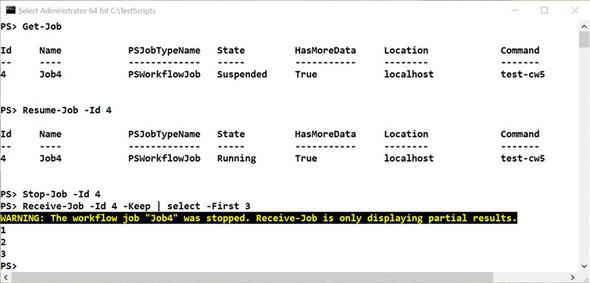 Select Administrator 64 bit C:\TestScripts
PS> Get-Job
Id Name PSJobTypeName State HasMoreData Location Command
-- ---- ------------- ----- ----------- -------- -------
4 Job4 PSWorkflowJob Suspended True localhost test-cw5
PS> Resume-Job -Id 4
Id Name PSJobTypeName State HasMoreData Location Command
-- ---- ------------- ----- ----------- -------- -------
4 Job4 PSWorkflowJob Running True localhost test-cw5
PS> Stop-Job -Id 4
PS> Receive-Job -Id 4 -Keep | select -First 3
WARNING: The workflow job "Job4" was stopped. Receive-Job is only displaying partial results.
1
2
3
PS>